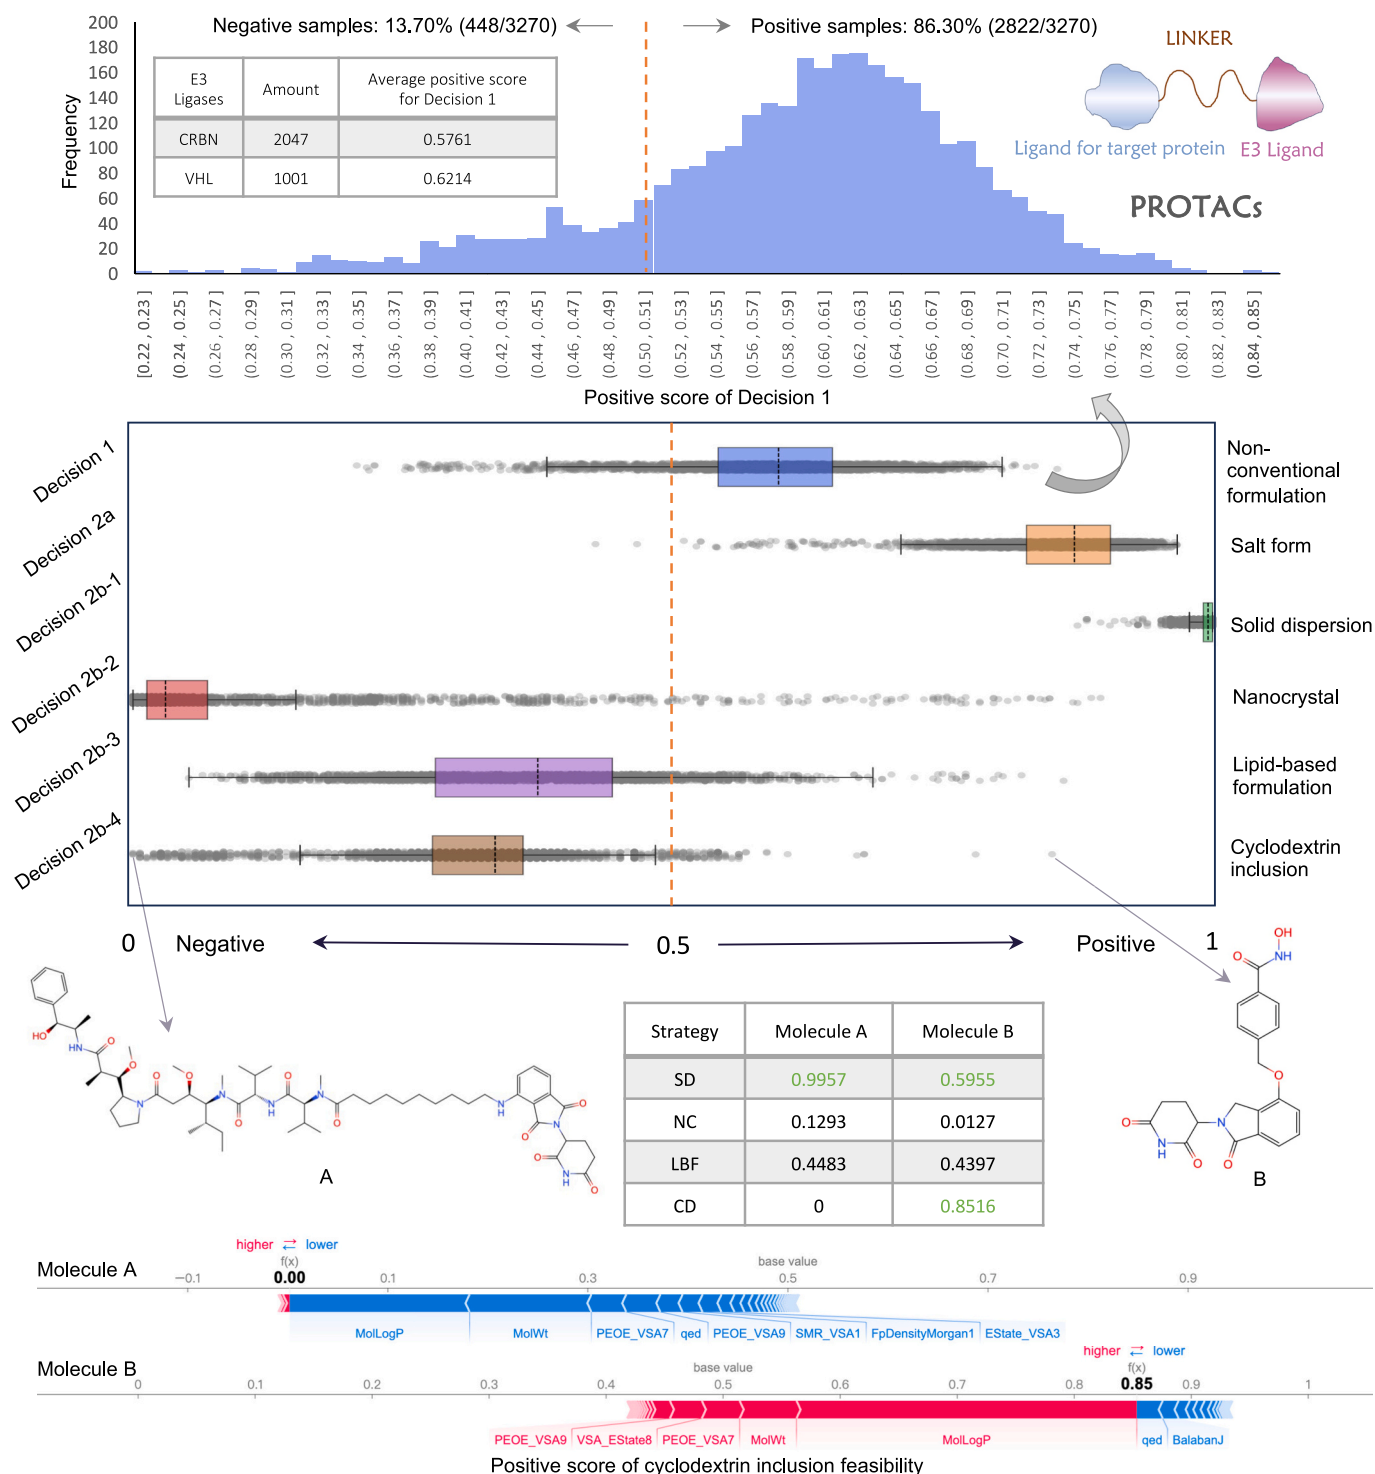 Negative samples: 13.70% (448/3270)
Positive samples: 86.30% (2822/3270)
Frequency
200
180
160
140
120
100
80
60
40
20
0
E3 Ligases
Amount
Average positive score for Decision 1
CRBN
2047
0.5761
VHL
1001
0.6214
LINKER
Ligand for target protein
E3 Ligand
PROTACs
[0.22 , 0.23]
(0.24 , 0.25]
(0.26 , 0.27]
(0.28 , 0.29]
(0.30 , 0.31]
(0.32 , 0.33]
(0.34 , 0.35]
(0.36 , 0.37]
(0.38 , 0.39]
(0.40 , 0.41]
(0.42 , 0.43]
(0.44 , 0.45]
(0.46 , 0.47]
(0.48 , 0.49]
(0.50 , 0.51]
(0.52 , 0.53]
(0.54 , 0.55]
(0.56 , 0.57]
(0.58 , 0.59]
(0.60 , 0.61]
(0.62 , 0.63]
(0.64 , 0.65]
(0.66 , 0.67]
(0.68 , 0.69]
(0.70 , 0.71]
(0.72 , 0.73]
(0.74 , 0.75]
(0.76 , 0.77]
(0.78 , 0.79]
(0.80 , 0.81]
(0.82 , 0.83]
(0.84 , 0.85]
Positive score of Decision 1
Decision 1
Non-
conventional
formulation
Decision 2a
Salt form
Decision 2b-1
Solid dispersion
Decision 2b-2
Nanocrystal
Decision 2b-3
Lipid-based
formulation
Decision 2b-4
Cyclodextrin
inclusion
0
Negative
0.5
Positive
1
OH
HO
NH
O
O
N
O
O
N
O
NH
O
N
O
NH
O
N
O
O
O
NH
O
A
Strategy
Molecule A
Molecule B
SD
0.9957
0.5955
NC
0.1293
0.0127
LBF
0.4483
0.4397
CD
0
0.8516
OH
NH
O
O
N
O
O
NH
O
B
higher
lower
Molecule A
f(x)
base value
0.00
−0.1
0.1
0.3
0.5
0.7
0.9
MolLogP
MolWt
PEOE_VSA7
qed
PEOE_VSA9
SMR_VSA1
FpDensityMorgan1
EState_VSA3
higher
lower
Molecule B
base value
f(x)
0.85
0
0.1
0.2
0.3
0.4
0.5
0.6
0.7
0.8
0.9
1
PEOE_VSA9
VSA_EState8
PEOE_VSA7
MolWt
MolLogP
qed
BalabanJ
Positive score of cyclodextrin inclusion feasibility